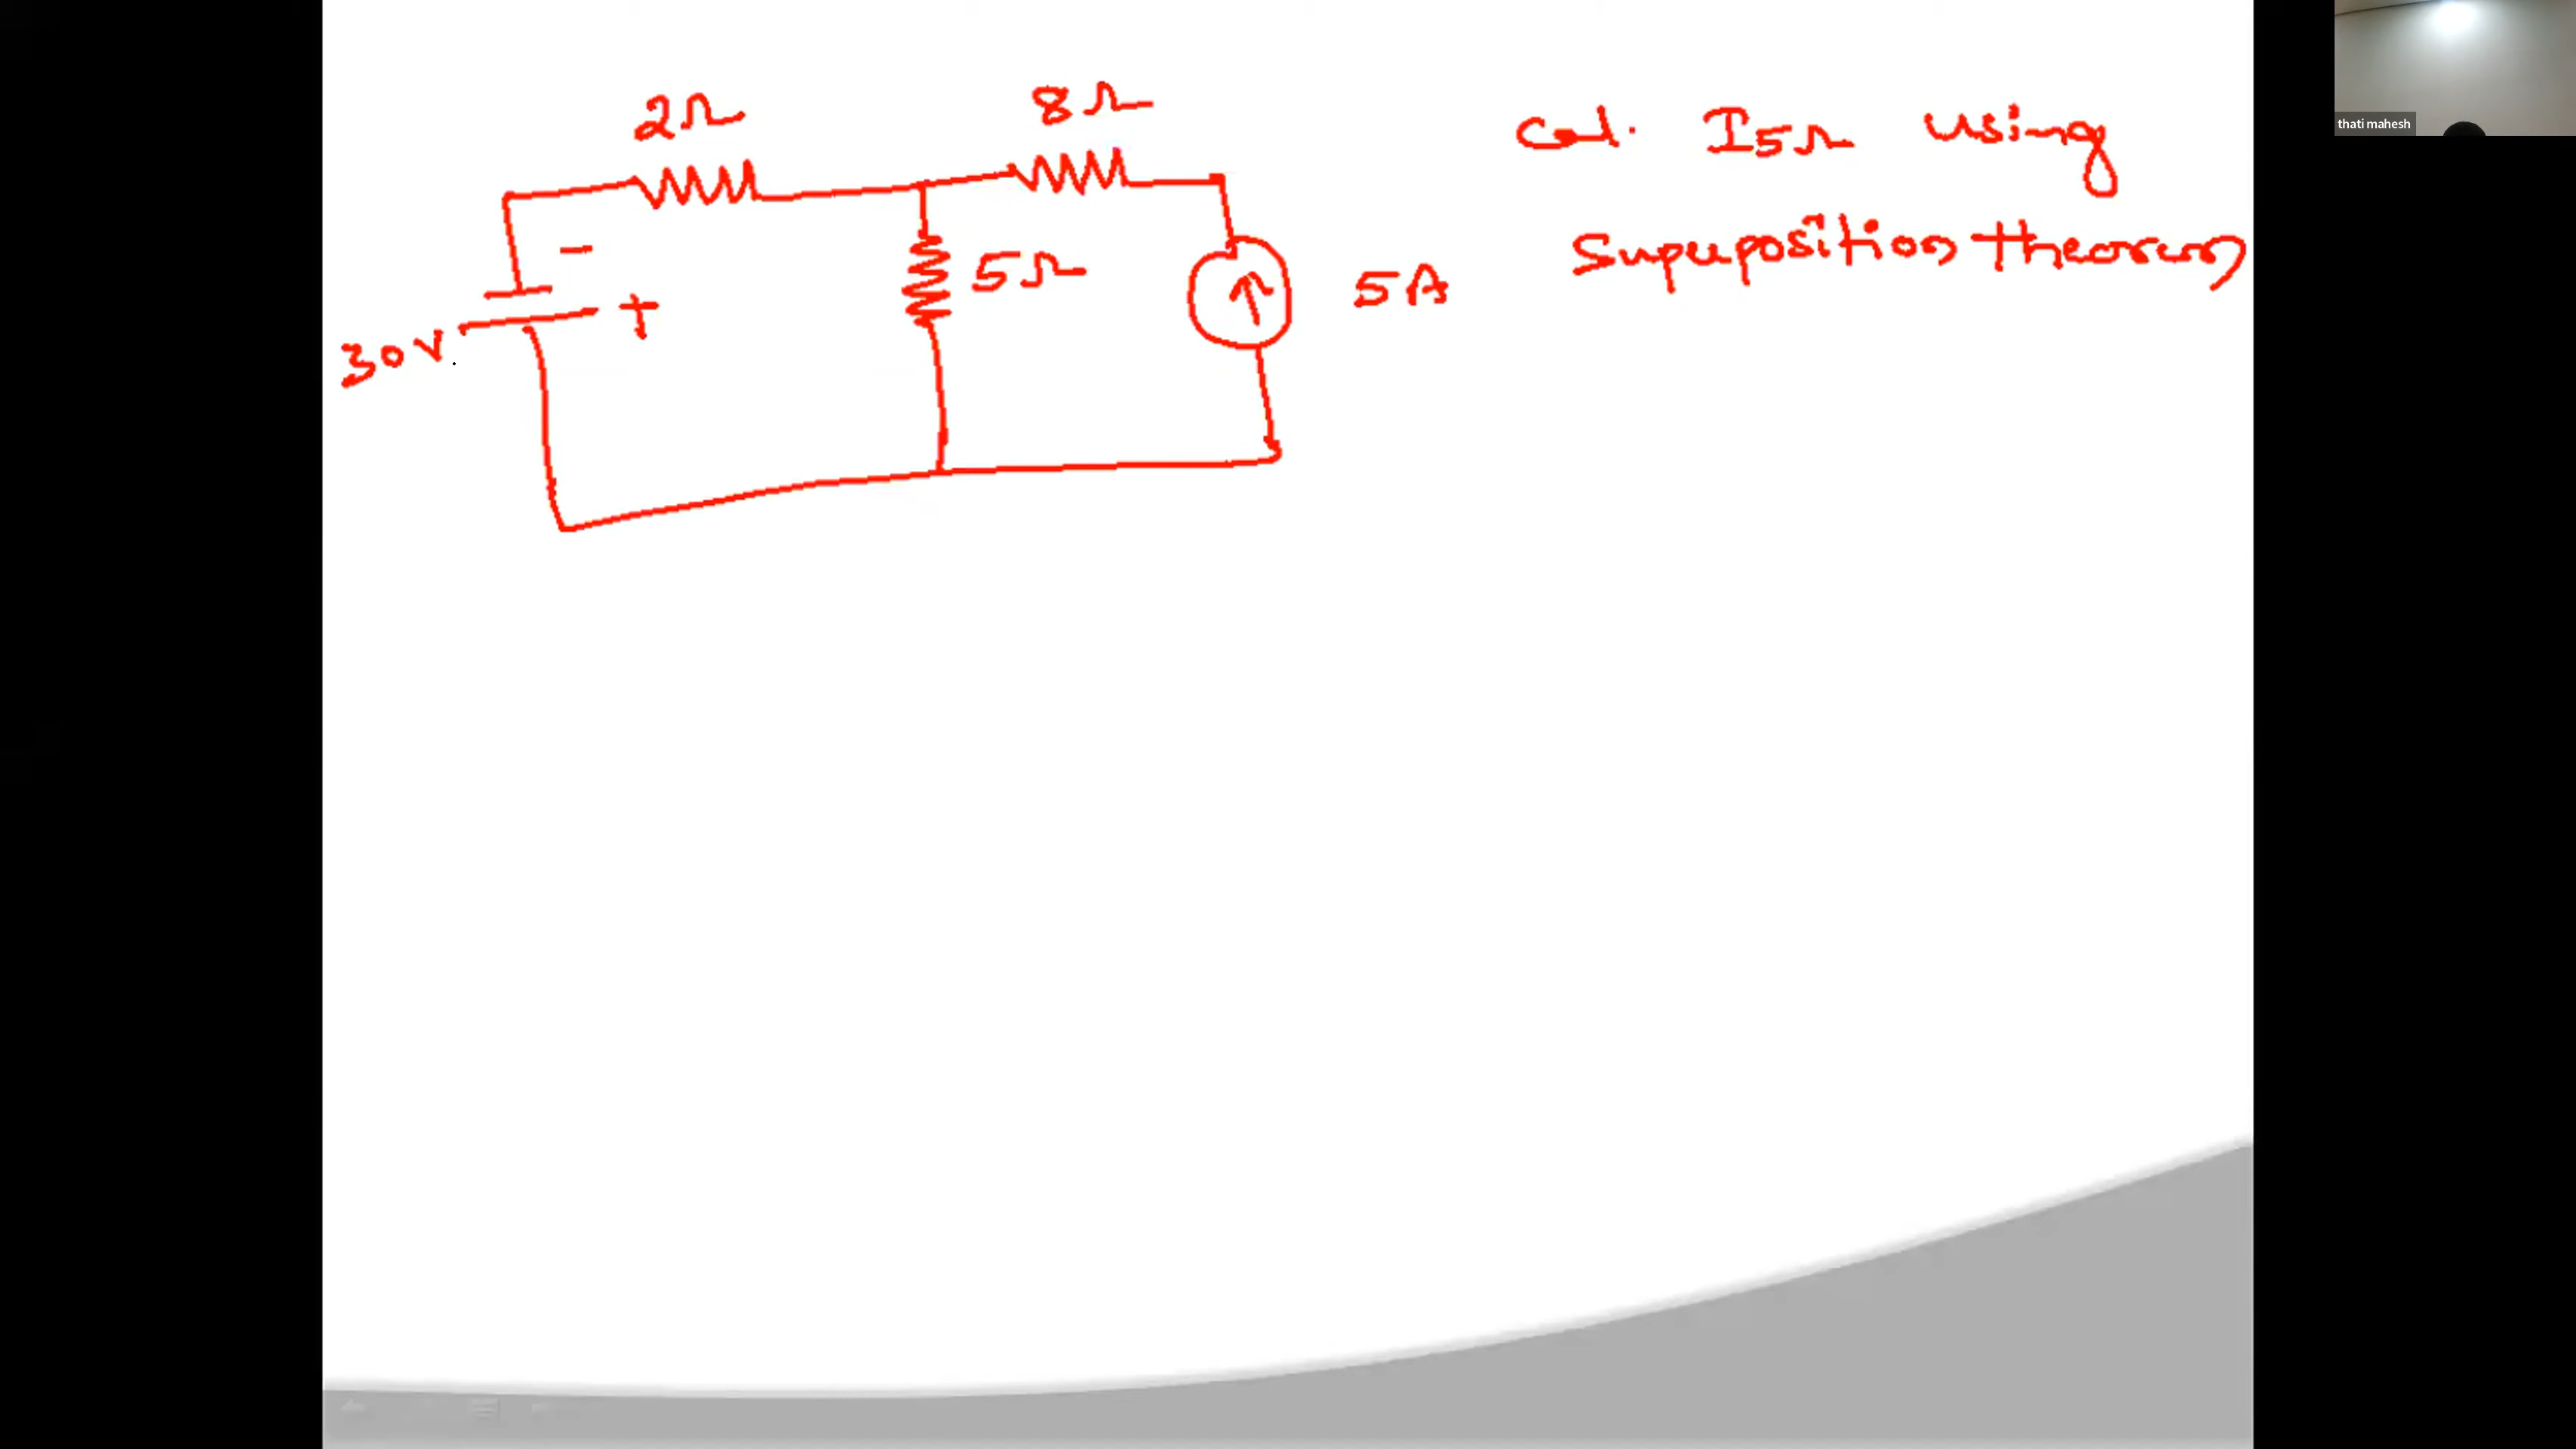 2Ω
8Ω
Cal. I5Ω using
Superposition theorem
-
5Ω
5A
+
30V.
thati mahesh